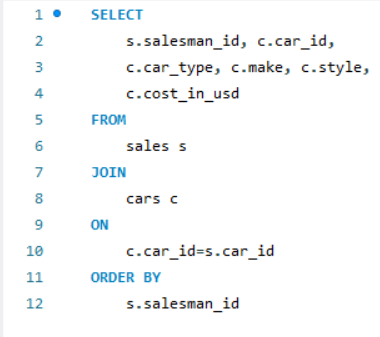 1 SELECT
2 s.salesman_id, c.car_id,
3 c.car_type, c.make, c.style,
4 c.cost_in_usd
5 FROM
6 sales s
7 JOIN
8 cars c
9 ON
10 c.car_id=s.car_id
11 ORDER BY
12 s.salesman_id